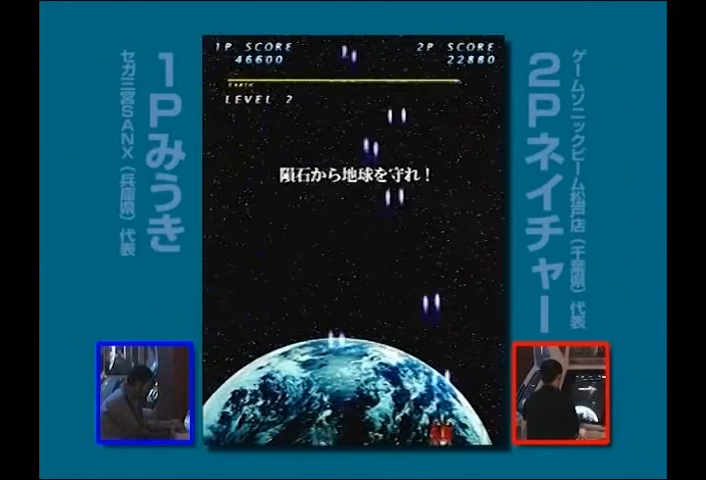 1P SCORE
46600
2P SCORE
22880
EARTH
LEVEL 2
隕石から地球を守れ!
1Pみうき
セガ三宮SANX(兵庫県)代表
2Pネイチャー
ゲームソニックビーム松戸店(千葉県)代表